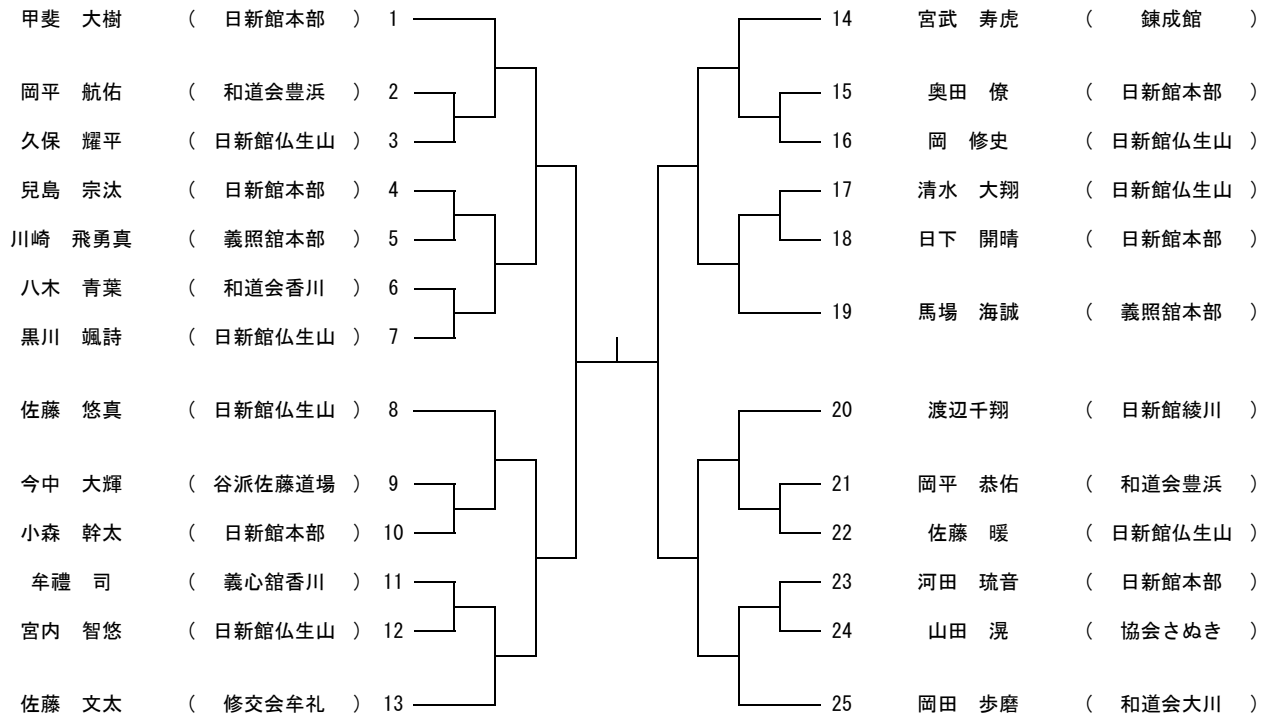 甲斐　大樹 （ 日新館本部 ） 1
岡平　航佑 （ 和道会豊浜 ） 2
久保　耀平 （ 日新館仏生山 ） 3
兒島　宗汰 （ 日新館本部 ） 4
川崎　飛勇真 （ 義照舘本部 ） 5
八木　青葉 （ 和道会香川 ） 6
黒川　颯詩 （ 日新館仏生山 ） 7
佐藤　悠真 （ 日新館仏生山 ） 8
今中　大輝 （ 谷派佐藤道場 ） 9
小森　幹太 （ 日新館本部 ） 10
牟禮　司 （ 義心舘香川 ） 11
宮内　智悠 （ 日新館仏生山 ） 12
佐藤　文太 （ 修交会牟礼 ） 13
14 宮武　寿虎 （ 錬成館 ）
15 奥田　僚 （ 日新館本部 ）
16 岡　修史 （ 日新館仏生山 ）
17 清水　大翔 （ 日新館仏生山 ）
18 日下　開晴 （ 日新館本部 ）
19 馬場　海誠 （ 義照舘本部 ）
20 渡辺千翔 （ 日新館綾川 ）
21 岡平　恭佑 （ 和道会豊浜 ）
22 佐藤　暖 （ 日新館仏生山 ）
23 河田　琉音 （ 日新館本部 ）
24 山田　滉 （ 協会さぬき ）
25 岡田　歩磨 （ 和道会大川 ）